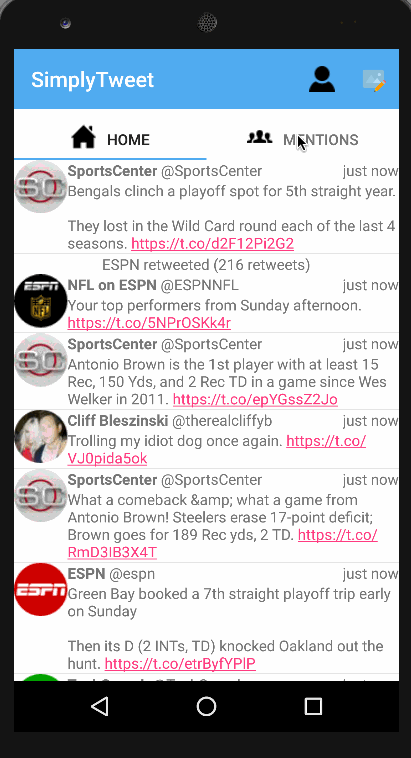 SimplyTweet
HOME
MENTIONS
SportsCenter @SportsCenter just now
Bengals clinch a playoff spot for 5th straight year.
They lost in the Wild Card round each of the last 4
seasons. https://t.co/d2F12Pi2G2
ESPN retweeted (216 retweets)
NFL on ESPN @ESPNNFL just now
Your top performers from Sunday afternoon.
https://t.co/5NPrOSKk4r
SportsCenter @SportsCenter just now
Antonio Brown is the 1st player with at least 15
Rec, 150 Yds, and 2 Rec TD in a game since Wes
Welker in 2011. https://t.co/epYGssZ2Jo
Cliff Bleszinski @therealcliffyb just now
Trolling my idiot dog once again. https://t.co/
VJ0pida5ok
SportsCenter @SportsCenter just now
What a comeback &amp; what a game from
Antonio Brown! Steelers erase 17-point deficit;
Brown goes for 189 Rec yds, 2 TD. https://t.co/
RmD3IB3X4T
ESPN @espn just now
Green Bay booked a 7th straight playoff trip early
on Sunday
Then its D (2 INTs, TD) knocked Oakland out the
hunt. https://t.co/etrByfYPlP